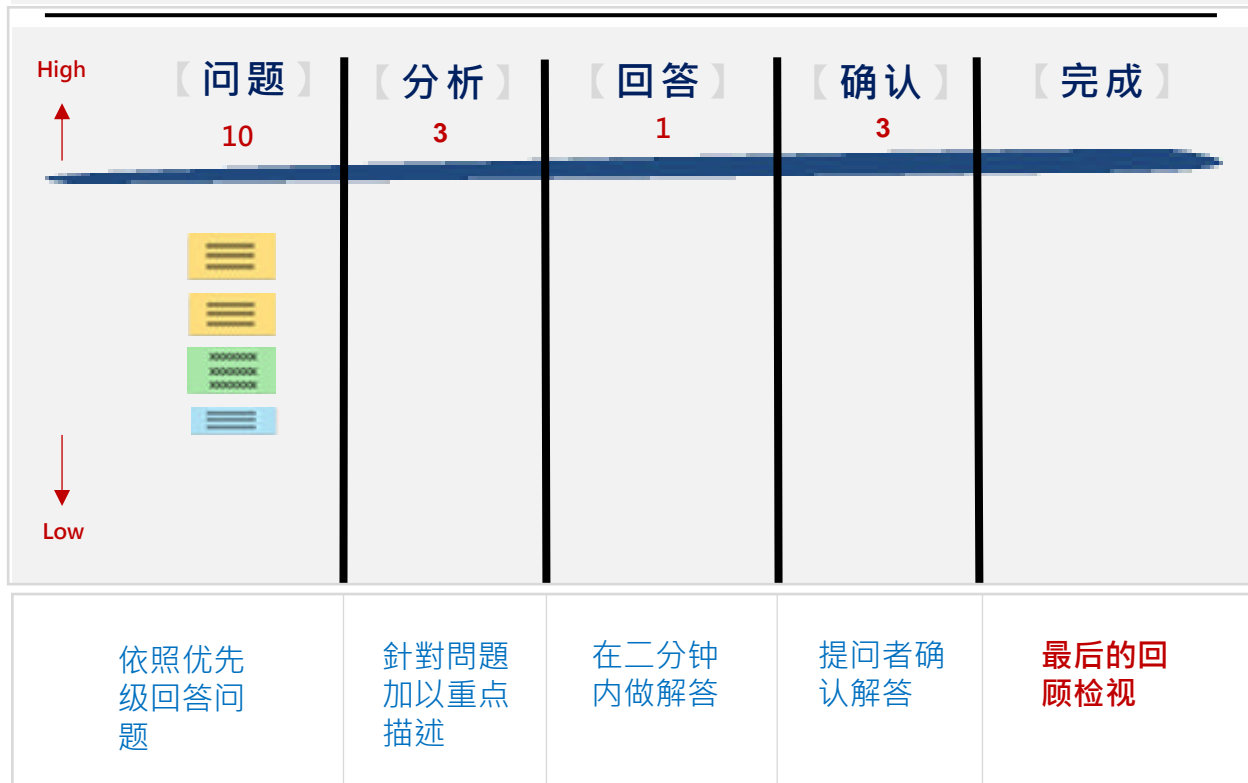 High
【问题】
【分析】
【回答】
【确认】
【完成】
10
3
1
3
Low
依照优先
级回答问
题
針對問題
加以重点
描述
在二分钟
内做解答
提问者确
认解答
最后的回
顾检视